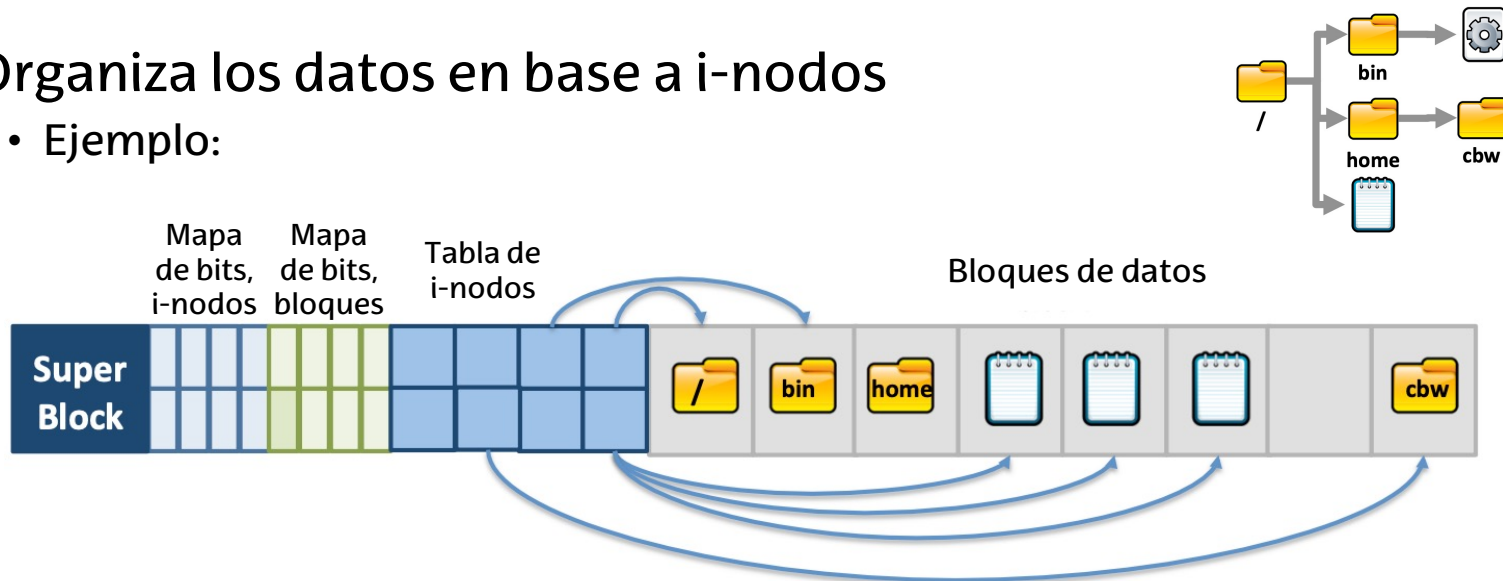 Organiza los datos en base a i-nodos
• Ejemplo:
/
bin
home
cbw
Mapa
de bits,
i-nodos
Mapa
de bits,
bloques
Tabla de
i-nodos
Bloques de datos
Super
Block
/
bin
home
cbw